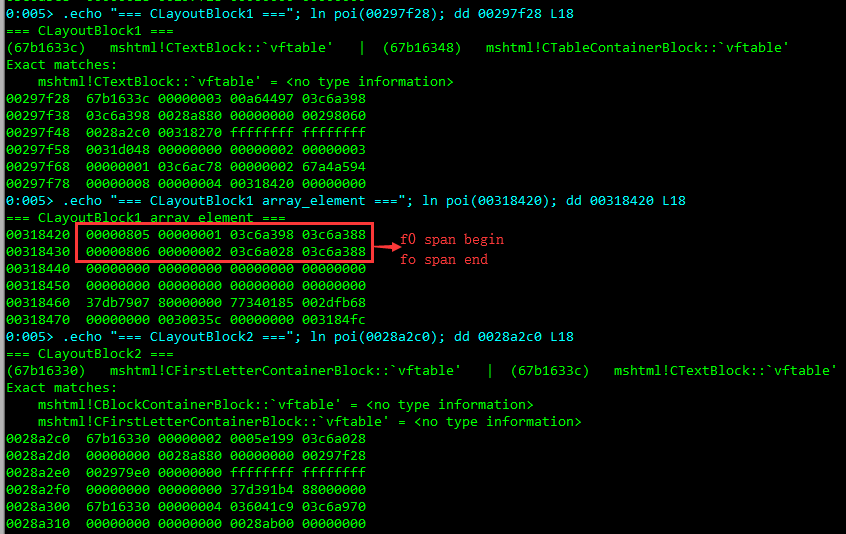 0:005> .echo "=== CLayoutBlock1 ==="; ln poi(00297f28); dd 00297f28 L18
=== CLayoutBlock1 ===
(67b1633c)   mshtml!CTextBlock::`vftable'   |  (67b16348)   mshtml!CTableContainerBlock::`vftable'
Exact matches:
    mshtml!CTextBlock::`vftable' = <no type information>
00297f28  67b1633c 00000003 00a64497 03c6a398
00297f38  03c6a398 0028a880 00000000 00298060
00297f48  0028a2c0 00318270 ffffffff ffffffff
00297f58  0031d048 00000000 00000002 00000003
00297f68  00000001 03c6ac78 00000002 67a4a594
00297f78  00000008 00000004 00318420 00000000
0:005> .echo "=== CLayoutBlock1 array_element ==="; ln poi(00318420); dd 00318420 L18
=== CLayoutBlock1 array_element ===
00318420  00000805 00000001 03c6a398 03c6a388 f0 span begin
00318430  00000806 00000002 03c6a028 03c6a388 fo span end
00318440  00000000 00000000 00000000 00000000
00318450  00000000 00000000 00000000 00000000
00318460  37db7907 80000000 77340185 002dfb68
00318470  00000000 0030035c 00000000 003184fc
0:005> .echo "=== CLayoutBlock2 ==="; ln poi(0028a2c0); dd 0028a2c0 L18
=== CLayoutBlock2 ===
(67b16330)   mshtml!CFirstLetterContainerBlock::`vftable'   |  (67b1633c)   mshtml!CTextBlock::`vftable'
Exact matches:
    mshtml!CBlockContainerBlock::`vftable' = <no type information>
    mshtml!CFirstLetterContainerBlock::`vftable' = <no type information>
0028a2c0  67b16330 00000002 0005e199 03c6a028
0028a2d0  00000000 0028a880 00000000 00297f28
0028a2e0  002979e0 00000000 ffffffff ffffffff
0028a2f0  00000000 00000000 37d391b4 88000000
0028a300  67b16330 00000004 036041c9 03c6a970
0028a310  00000000 00000000 0028ab00 00000000